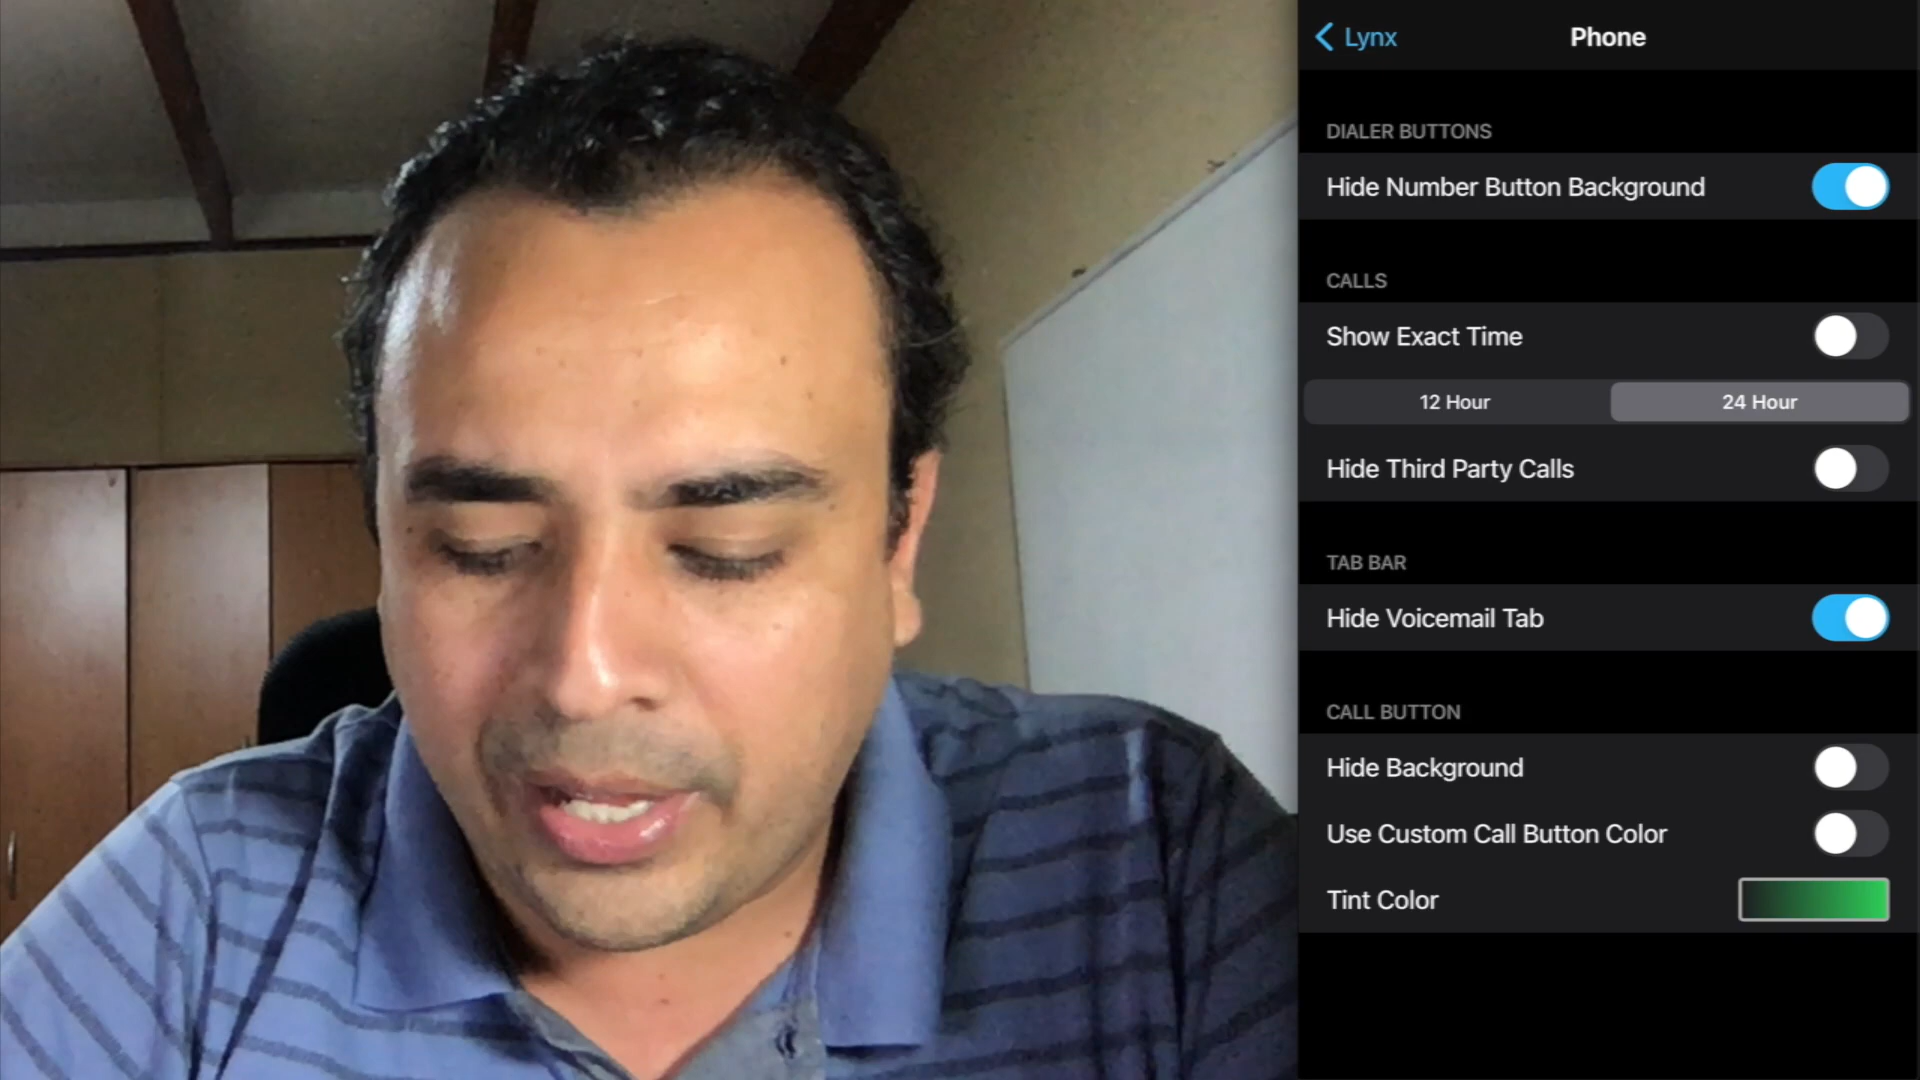 Lynx
Phone
DIALER BUTTONS
Hide Number Button Background
CALLS
Show Exact Time
12 Hour
24 Hour
Hide Third Party Calls
TAB BAR
Hide Voicemail Tab
CALL BUTTON
Hide Background
Use Custom Call Button Color
Tint Color